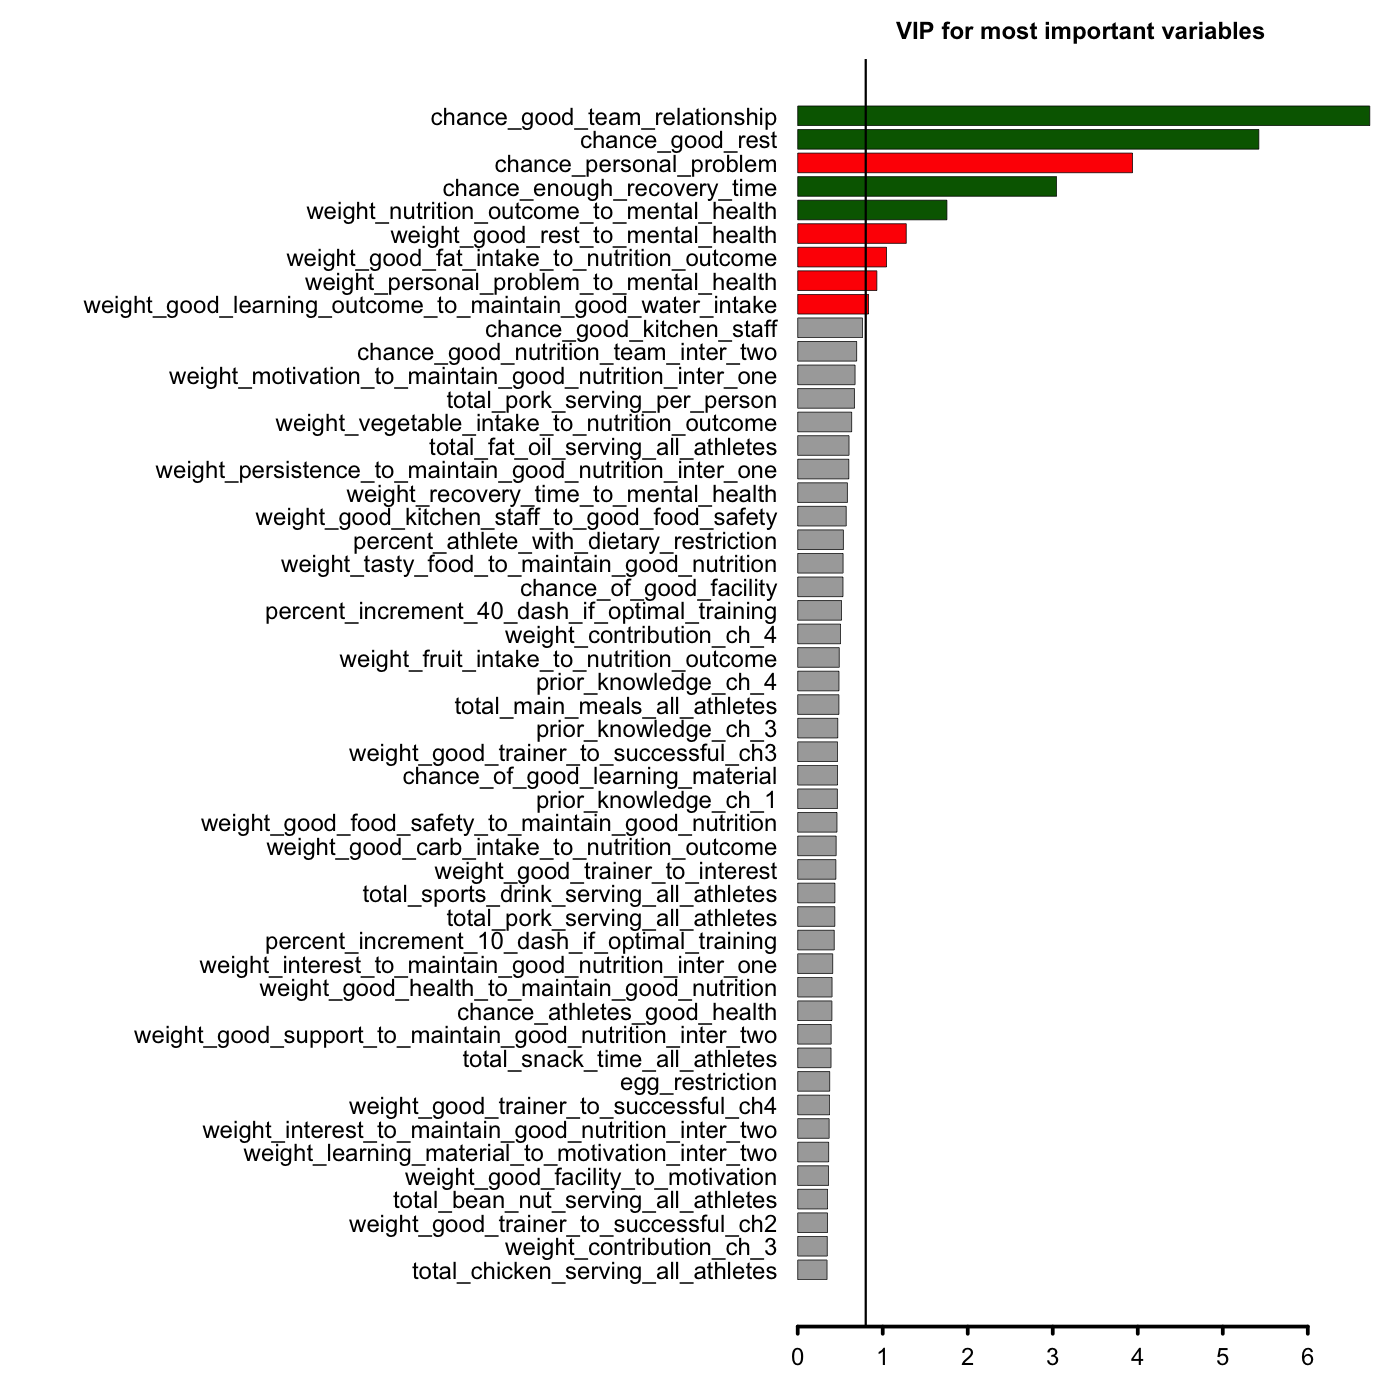 VIP for most important variables
chance_good_team_relationship
chance_good_rest
chance_personal_problem
chance_enough_recovery_time
weight_nutrition_outcome_to_mental_health
weight_good_rest_to_mental_health
weight_good_fat_intake_to_nutrition_outcome
weight_personal_problem_to_mental_health
weight_good_learning_outcome_to_maintain_good_water_intake
chance_good_kitchen_staff
chance_good_nutrition_team_inter_two
weight_motivation_to_maintain_good_nutrition_inter_one
total_pork_serving_per_person
weight_vegetable_intake_to_nutrition_outcome
total_fat_oil_serving_all_athletes
weight_persistence_to_maintain_good_nutrition_inter_one
weight_recovery_time_to_mental_health
weight_good_kitchen_staff_to_good_food_safety
percent_athlete_with_dietary_restriction
weight_tasty_food_to_maintain_good_nutrition
chance_of_good_facility
percent_increment_40_dash_if_optimal_training
weight_contribution_ch_4
weight_fruit_intake_to_nutrition_outcome
prior_knowledge_ch_4
total_main_meals_all_athletes
prior_knowledge_ch_3
weight_good_trainer_to_successful_ch3
chance_of_good_learning_material
prior_knowledge_ch_1
weight_good_food_safety_to_maintain_good_nutrition
weight_good_carb_intake_to_nutrition_outcome
weight_good_trainer_to_interest
total_sports_drink_serving_all_athletes
total_pork_serving_all_athletes
percent_increment_10_dash_if_optimal_training
weight_interest_to_maintain_good_nutrition_inter_one
weight_good_health_to_maintain_good_nutrition
chance_athletes_good_health
weight_good_support_to_maintain_good_nutrition_inter_two
total_snack_time_all_athletes
egg_restriction
weight_good_trainer_to_successful_ch4
weight_interest_to_maintain_good_nutrition_inter_two
weight_learning_material_to_motivation_inter_two
weight_good_facility_to_motivation
total_bean_nut_serving_all_athletes
weight_good_trainer_to_successful_ch2
weight_contribution_ch_3
total_chicken_serving_all_athletes
0 1 2 3 4 5 6